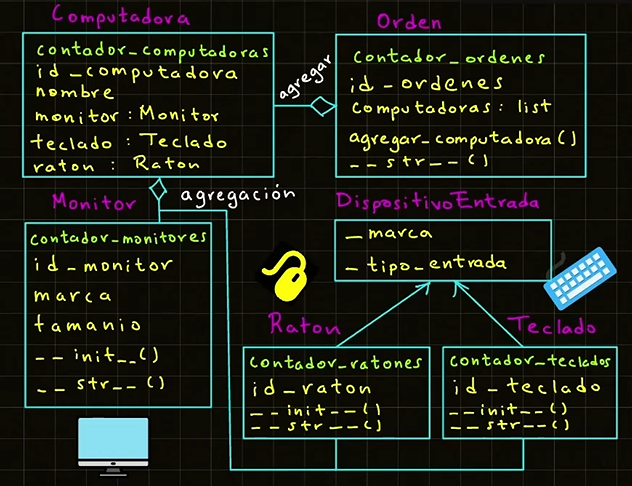 Computadora
contador_computadoras
id_computadora
nombre
monitor : Monitor
teclado : Teclado
raton : Raton
agregar
Orden
contador_ordenes
id_ordenes
computadoras : list
agregar_computadora()
__str__()
agregación
Monitor
contador_monitores
id_monitor
marca
tamanio
__init__()
__str__()
DispositivoEntrada
_marca
_tipo_entrada
Raton
contador_ratones
id_raton
__init__()
__str__()
Teclado
contador_teclados
id_teclado
__init__()
__str__()